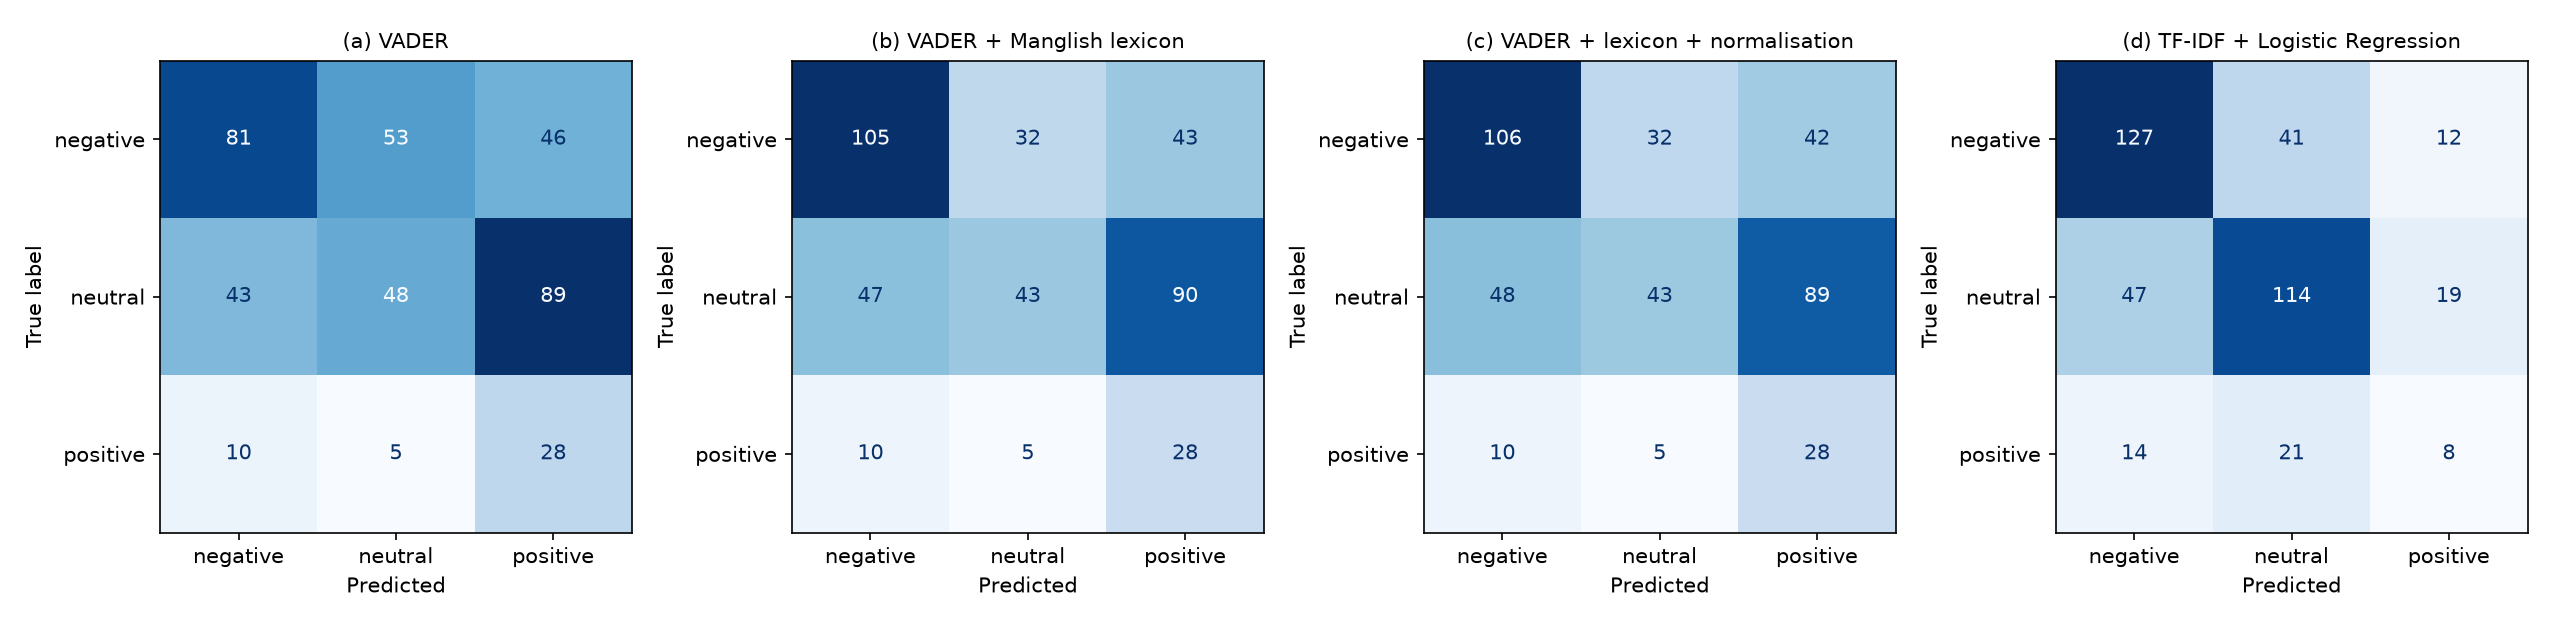 (a) VADER
negative 81 53 46
neutral 43 48 89
positive 10 5 28
negative neutral positive
Predicted
True label
(b) VADER + Manglish lexicon
negative 105 32 43
neutral 47 43 90
positive 10 5 28
negative neutral positive
Predicted
True label
(c) VADER + lexicon + normalisation
negative 106 32 42
neutral 48 43 89
positive 10 5 28
negative neutral positive
Predicted
True label
(d) TF-IDF + Logistic Regression
negative 127 41 12
neutral 47 114 19
positive 14 21 8
negative neutral positive
Predicted
True label